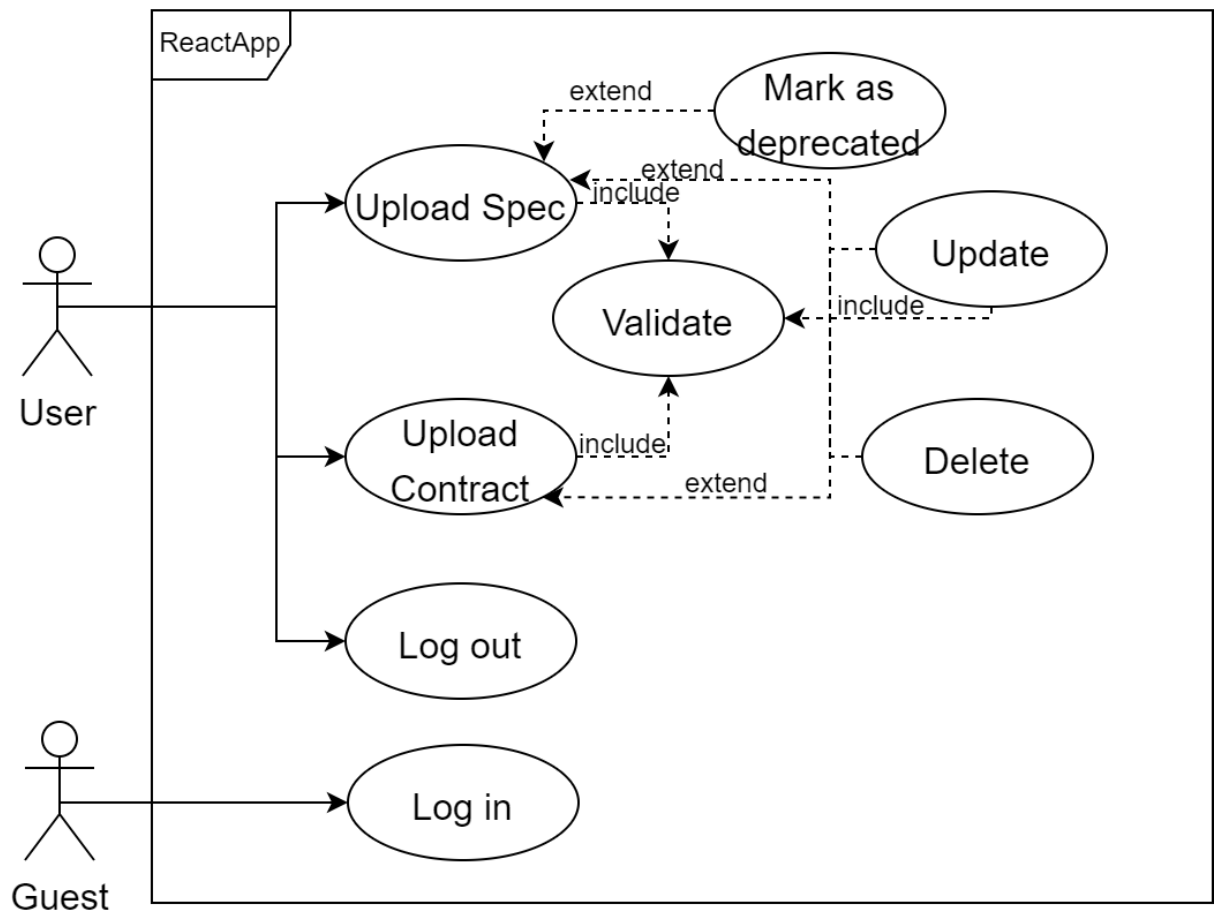 ReactApp
extend
Mark as
deprecated
extend
include
Upload Spec
Update
include
Validate
User
Upload
Contract
include
extend
Delete
Log out
Log in
Guest